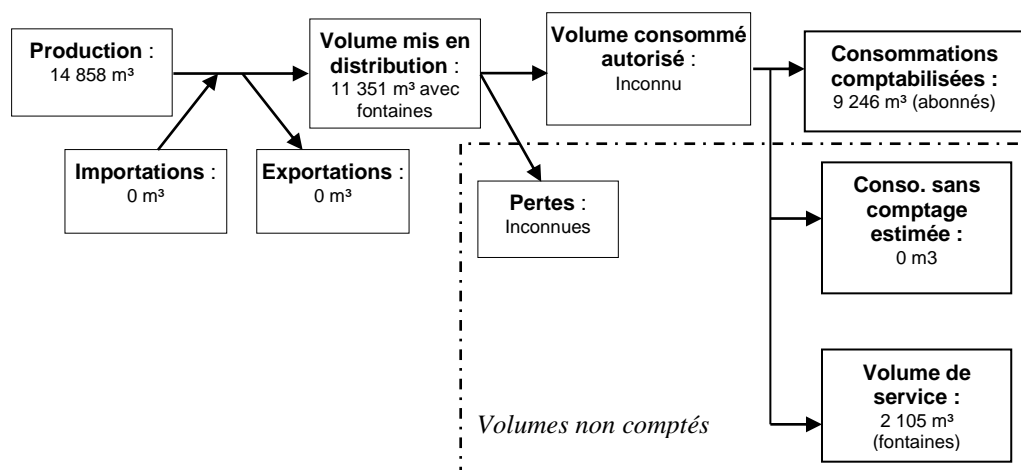 Production :
14 858 m³
Volume mis en
distribution :
11 351 m³ avec
fontaines
Volume consommé
autorisé :
Inconnu
Consommations
comptabilisées :
9 246 m³ (abonnés)
Importations :
0 m³
Exportations :
0 m³
Pertes :
Inconnues
Conso. sans
comptage
estimée :
0 m3
Volume de
service :
2 105 m³
(fontaines)
Volumes non comptés